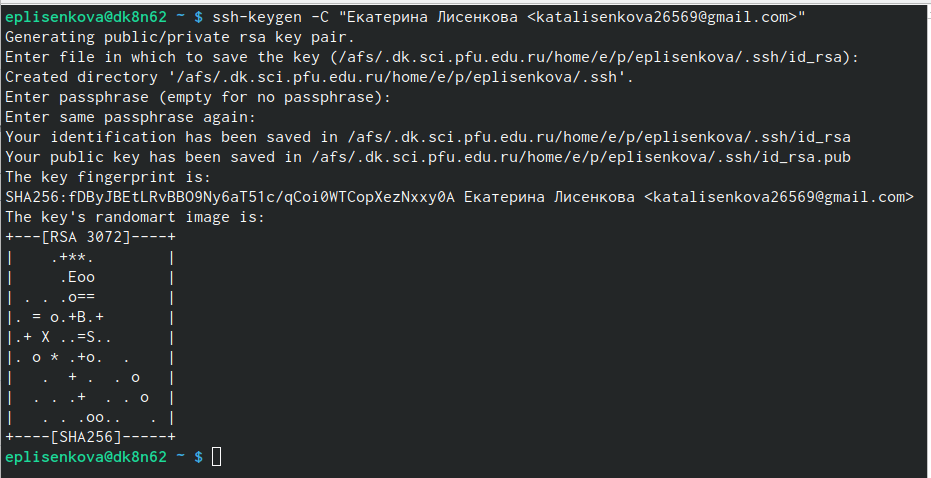 eplisenkova@dk8n62 ~ $ ssh-keygen -C "Екатерина Лисенкова <katalisenkova26569@gmail.com>"
Generating public/private rsa key pair.
Enter file in which to save the key (/afs/.dk.sci.pfu.edu.ru/home/e/p/eplisenkova/.ssh/id_rsa):
Created directory '/afs/.dk.sci.pfu.edu.ru/home/e/p/eplisenkova/.ssh'.
Enter passphrase (empty for no passphrase):
Enter same passphrase again:
Your identification has been saved in /afs/.dk.sci.pfu.edu.ru/home/e/p/eplisenkova/.ssh/id_rsa
Your public key has been saved in /afs/.dk.sci.pfu.edu.ru/home/e/p/eplisenkova/.ssh/id_rsa.pub
The key fingerprint is:
SHA256:fDByJBEtLRvBBO9Ny6aT51c/qCoi0WTCopXezNxxy0A Екатерина Лисенкова <katalisenkova26569@gmail.com>
The key's randomart image is:
+---[RSA 3072]----+
|    .+**.        |
|     .Eoo        |
| . . .o==        |
|. = o.+B.+       |
|.+ X ..=S..      |
|. o * .+o.  .    |
|   .  + .  . o   |
|  . . .+  . . o  |
|   . . .oo..   . |
+----[SHA256]-----+
eplisenkova@dk8n62 ~ $